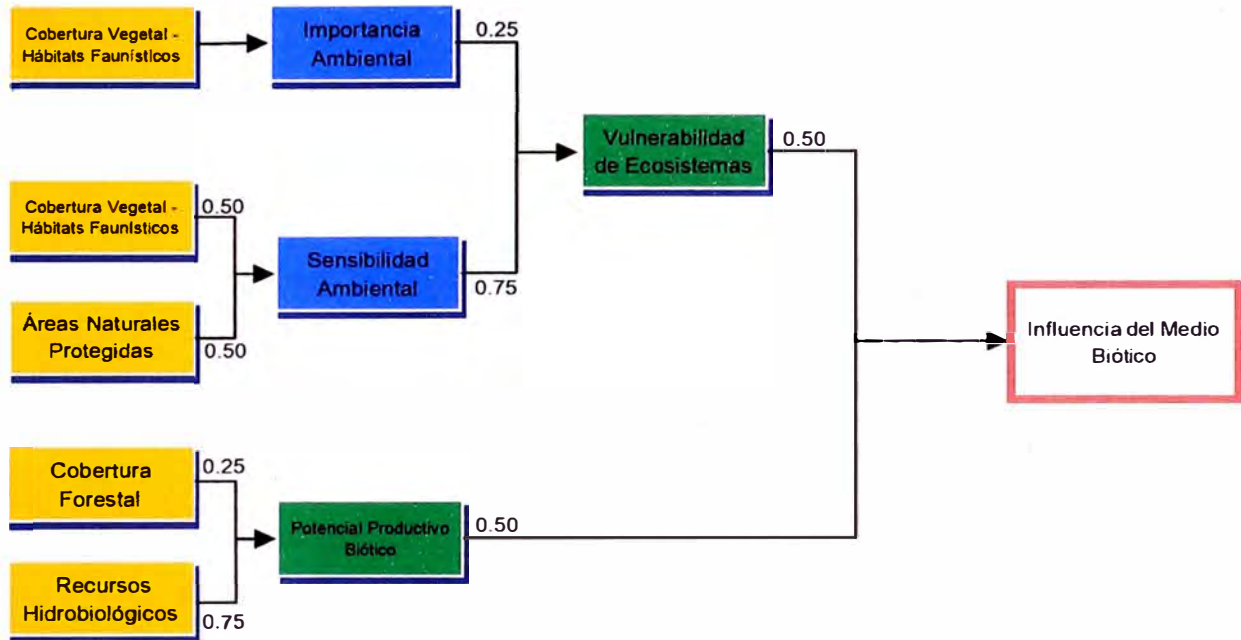 Cobertura Vegetal -
Hábitats Faunísticos
Importancia
Ambiental
0.25
Vulnerabilidad
de Ecosistemas
0.50
Cobertura Vegetal -
Hábitats Faunísticos
0.50
Sensibilidad
Ambiental
0.75
Áreas Naturales
Protegidas
0.50
Influencia del Medio
Biótico
Cobertura
Forestal
0.25
Potencial Productivo
Biótico
0.50
Recursos
Hidrobiológicos
0.75